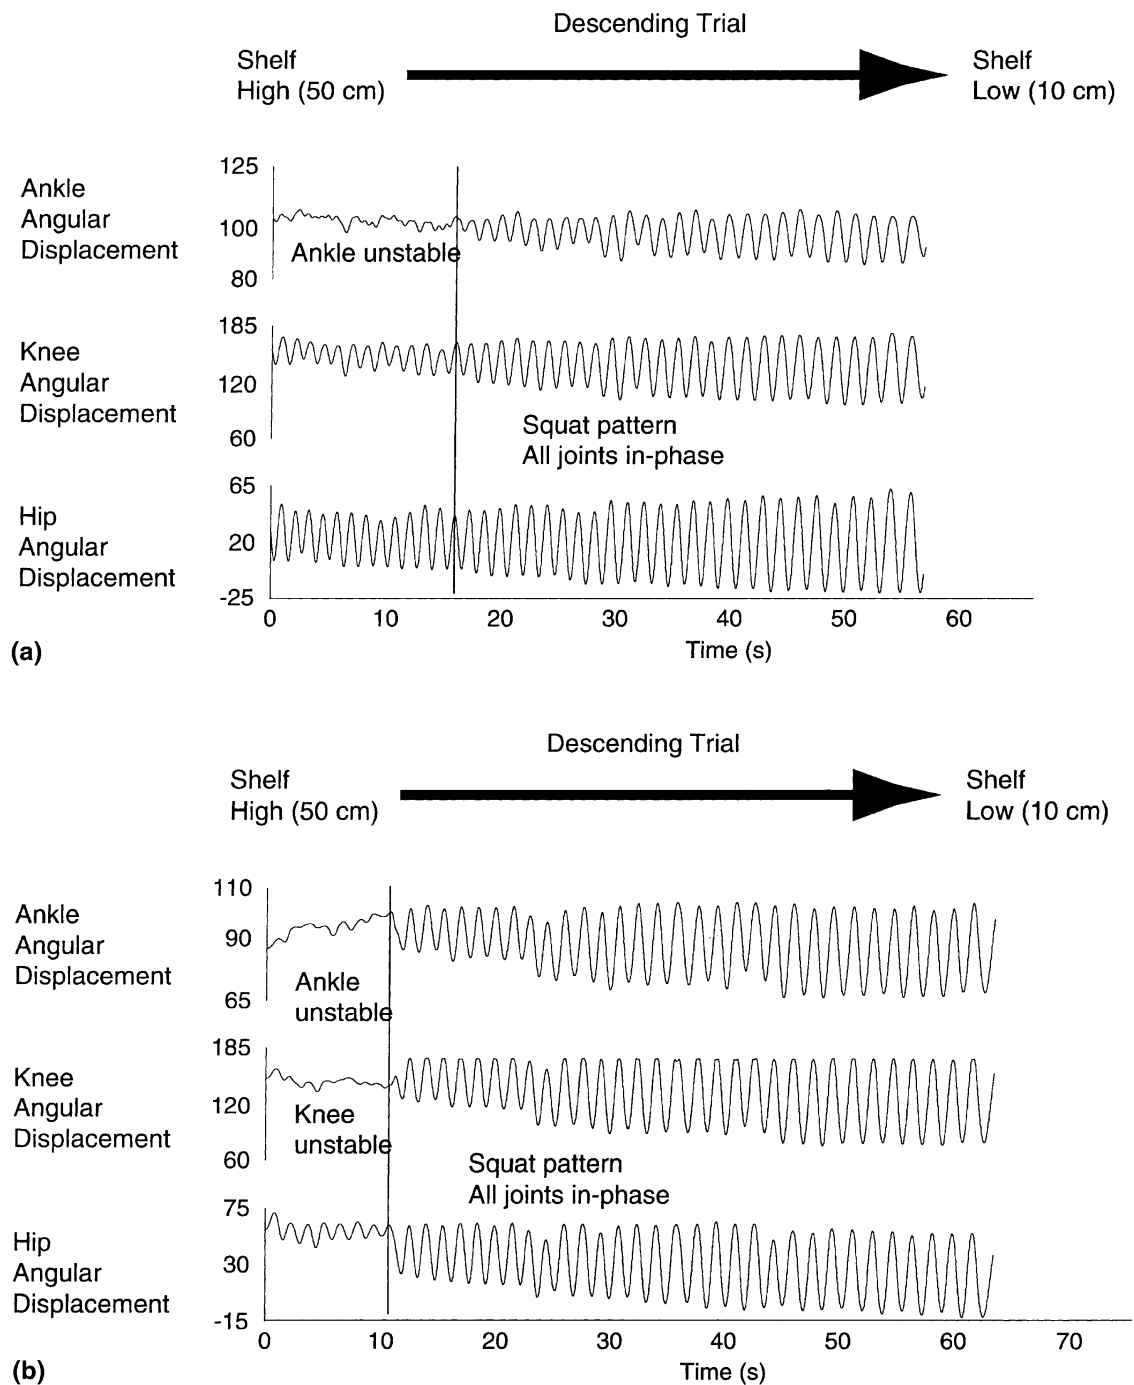 Descending Trial
Shelf
High (50 cm)
Shelf
Low (10 cm)
Ankle
Angular
Displacement
125
100
80
Ankle unstable
Knee
Angular
Displacement
185
120
60
Squat pattern
All joints in-phase
Hip
Angular
Displacement
65
20
-25
0 10 20 30 40 50 60
Time (s)
(a)
Descending Trial
Shelf
High (50 cm)
Shelf
Low (10 cm)
Ankle
Angular
Displacement
110
90
65
Ankle
unstable
Knee
Angular
Displacement
185
120
60
Knee
unstable
Squat pattern
All joints in-phase
Hip
Angular
Displacement
75
30
-15
0 10 20 30 40 50 60 70
Time (s)
(b)